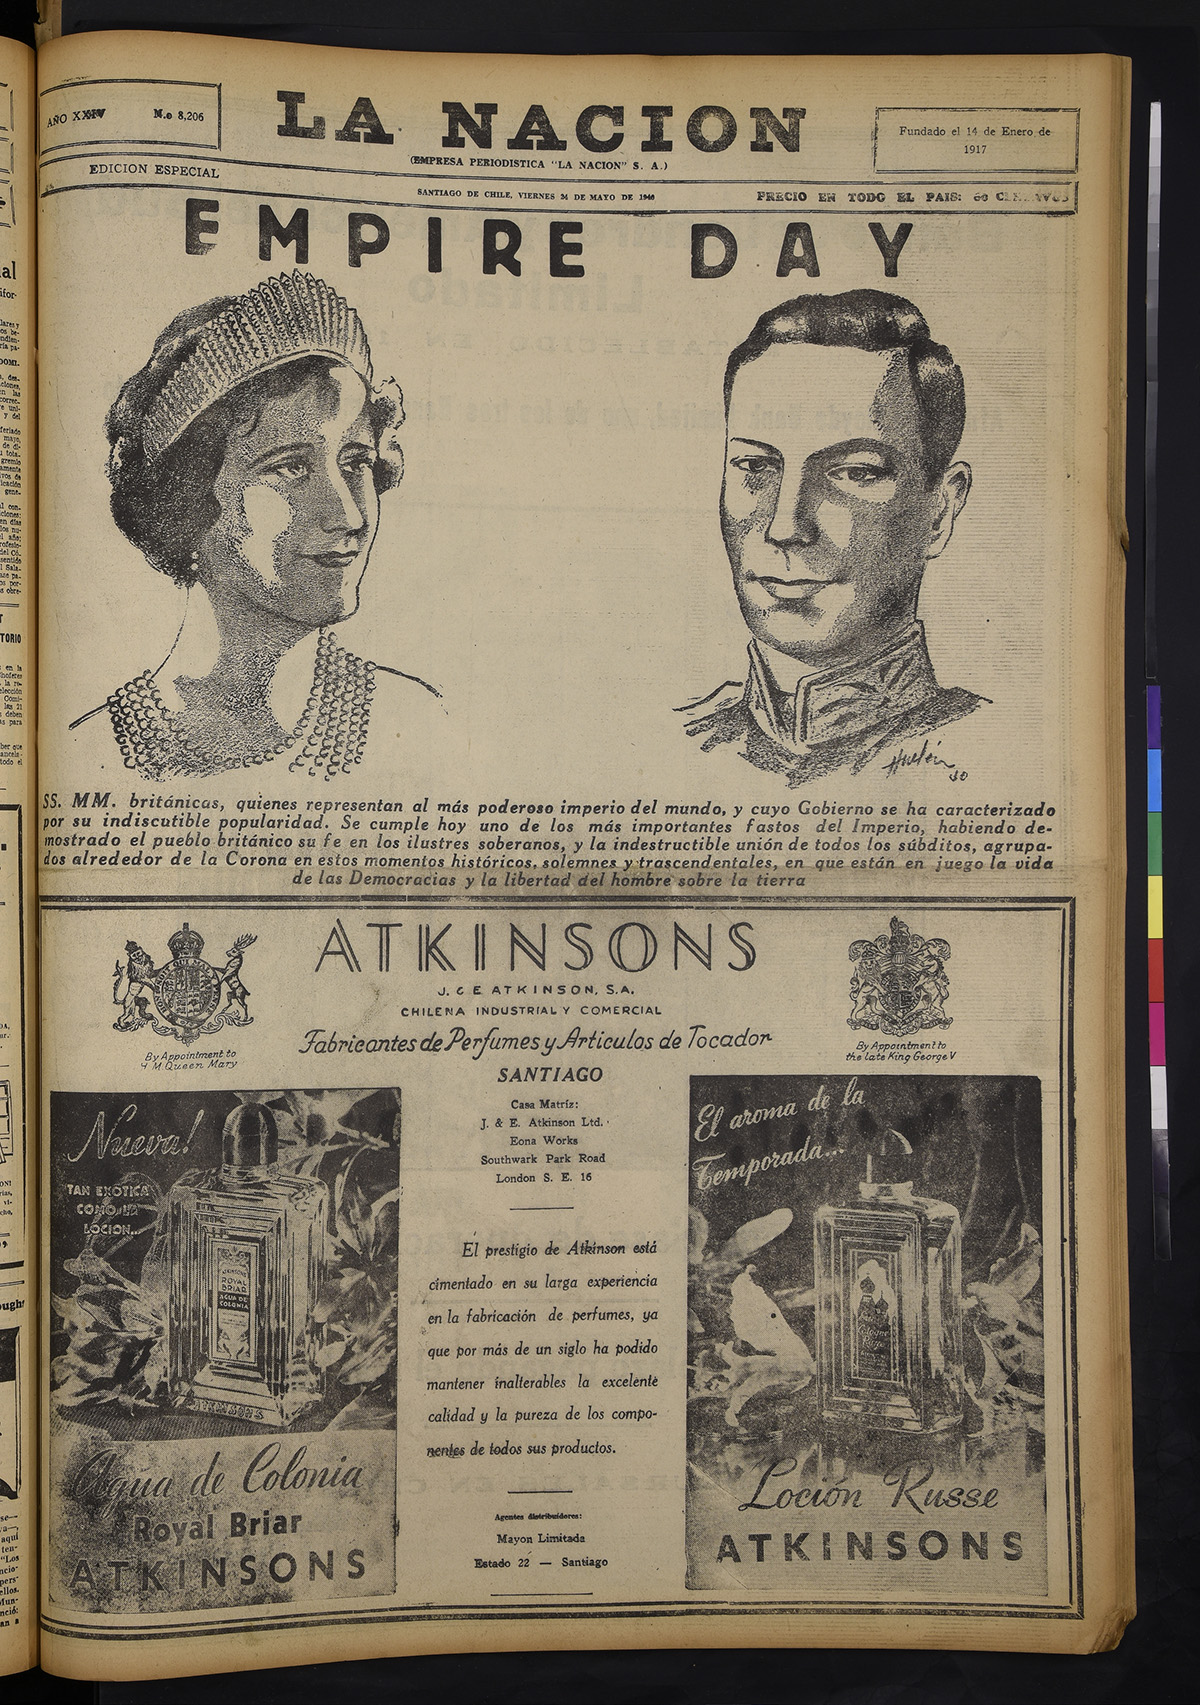 AÑO XXIV N.o 8,206
EDICION ESPECIAL
LA NACION
(EMPRESA PERIODISTICA "LA NACION" S. A.)
Fundado el 14 de Enero de
1917
SANTIAGO DE CHILE, VIERNES 24 DE MAYO DE 1940
PRECIO EN TODO EL PAIS: 60
EMPIRE DAY
40
SS. MM. británicas, quienes representan al más poderoso imperio del mundo, y cuyo Gobierno se ha caracterizado
por su indiscutible popularidad. Se cumple hoy uno de los más importantes fastos del Imperio, habiendo de-
mostrado el pueblo británico su fe en los ilustres soberanos, y la indestructible unión de todos los súbditos, agrupa-
dos alrededor de la Corona en estos momentos históricos, solemnes y trascendentales, en que están en juego la vida
de las Democracias y la libertad del hombre sobre la tierra
ATKINSONS
J. & E ATKINSON, S.A.
CHILENA INDUSTRIAL Y COMERCIAL
Fabricantes de Perfumes y Articulos de Tocador
By Appointment to
H M Queen Mary
By Appointment to
the late King George V
SANTIAGO
Casa Matríz:
J. & E. Atkinson Ltd.
Eona Works
Southwark Park Road
London S. E. 16
El prestigio de Atkinson está
cimentado en su larga experiencia
en la fabricación de perfumes, ya
que por más de un siglo ha podido
mantener inalterables la excelente
calidad y la pureza de los compo-
nentes de todos sus productos.
Agentes distribuidores:
Mayon Limitada
Estado 22 — Santiago
Nueva!
TAN EXOTICA
COMO LA
LOCION...
ATKINSONS
ROYAL
BRIAR
AGUA DE
COLONIA
ATKINSONS
Agua de Colonia
Royal Briar
ATKINSONS
El aroma de la
Temporada...
Loción Russe
ATKINSONS